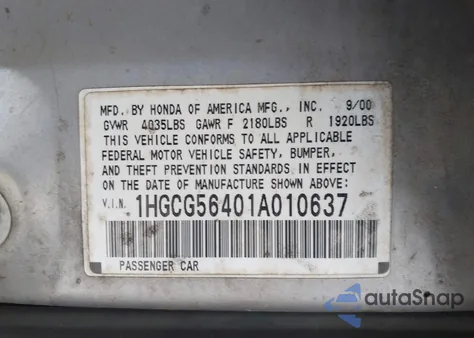 MFD. BY HONDA OF AMERICA MFG., INC. 9/00
GVWR 4035LBS GAWR F 2180LBS R 1920LBS
THIS VEHICLE CONFORMS TO ALL APPLICABLE
FEDERAL MOTOR VEHICLE SAFETY, BUMPER,
AND THEFT PREVENTION STANDARDS IN EFFECT
ON THE DATE OF MANUFACTURE SHOWN ABOVE:
V.I.N. 1HGCG56401A010637
PASSENGER CAR
autoSnap